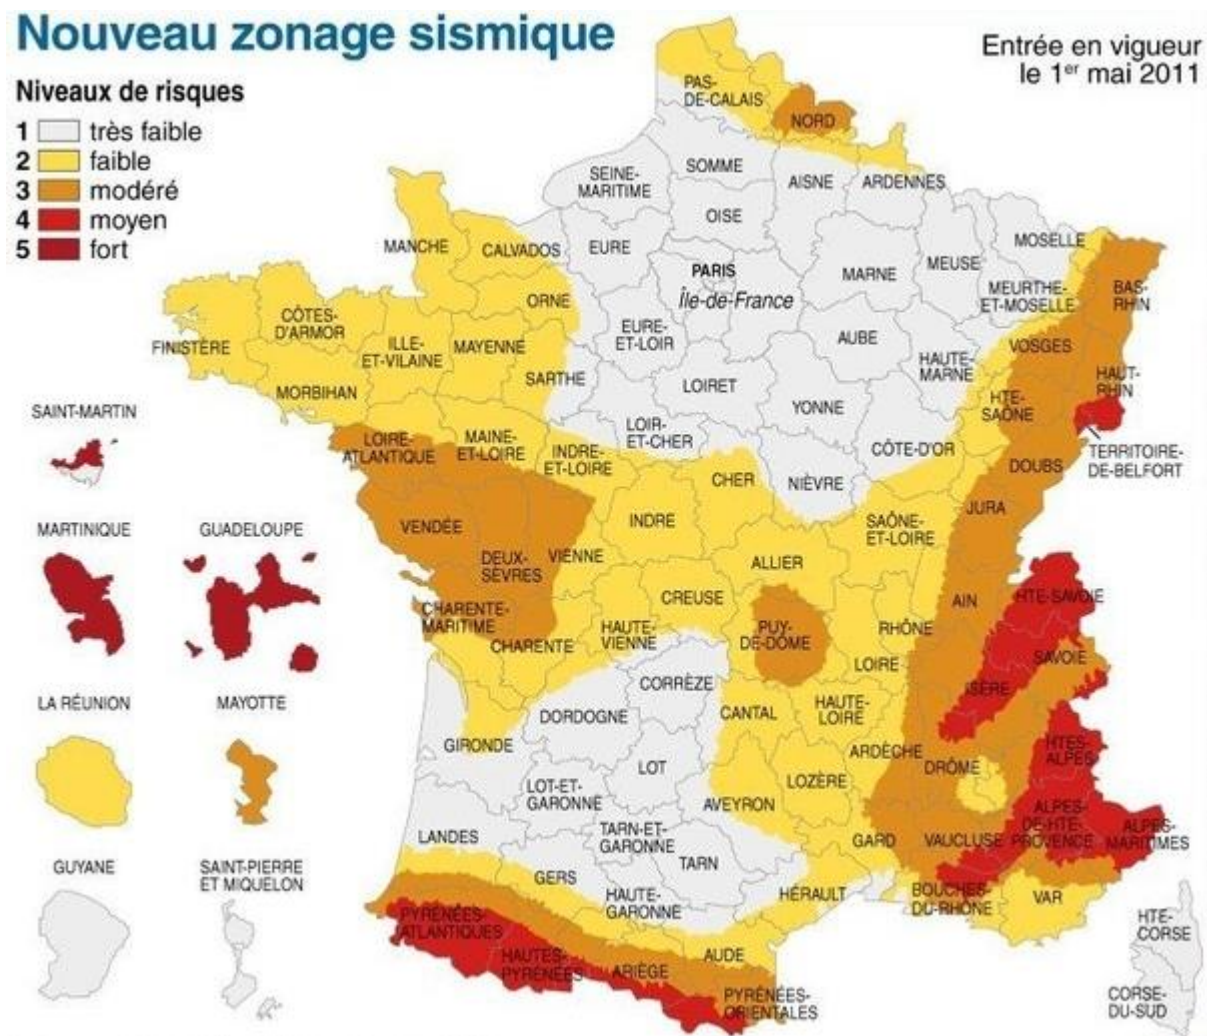 Nouveau zonage sismique
Entrée en vigueur
le 1er mai 2011
Niveaux de risques
1 très faible
2 faible
3 modéré
4 moyen
5 fort
PAS-
DE-CALAIS
NORD
SOMME
SEINE-
MARITIME
AISNE
ARDENNES
OISE
MANCHE
CALVADOS
EURE
PARIS
Île-de-France
MARNE
MEUSE
MOSELLE
MEURTHE-
ET-MOSELLE
BAS-
RHIN
ORNE
CÔTES-
D'ARMOR
FINISTÈRE
ILLE-
ET-VILAINE
MAYENNE
EURE-
ET-LOIR
AUBE
VOSGES
HAUTE-
MARNE
HAUT-
RHIN
MORBIHAN
SARTHE
LOIRET
YONNE
HTE-
SAÔNE
SAINT-MARTIN
LOIRE-
ATLANTIQUE
MAINE-
ET-LOIRE
INDRE-
ET-LOIRE
LOIR-
ET-CHER
CÔTE-D'OR
TERRITOIRE-
DE-BELFORT
DOUBS
CHER
NIÈVRE
JURA
MARTINIQUE
GUADELOUPE
VENDÉE
DEUX-
SÈVRES
VIENNE
INDRE
SAÔNE-
ET-LOIRE
ALLIER
CHARENTE-
MARITIME
CHARENTE
HAUTE-
VIENNE
CREUSE
PUY-
DE-DÔME
RHÔNE
AIN
HTE-SAVOIE
LOIRE
SAVOIE
ISÈRE
LA RÉUNION
MAYOTTE
CORRÈZE
DORDOGNE
CANTAL
HAUTE-
LOIRE
GIRONDE
LOT
ARDÈCHE
DRÔME
HTES-
ALPES
LOT-ET-
GARONNE
LOZÈRE
AVEYRON
LANDES
TARN-ET-
GARONNE
TARN
GARD
VAUCLUSE
ALPES-
DE-HTE-
PROVENCE
ALPES-
MARITIMES
GUYANE
SAINT-PIERRE
ET MIQUELON
GERS
HAUTE-
GARONNE
HÉRAULT
BOUCHES-
DU-RHÔNE
VAR
PYRÉNÉES-
ATLANTIQUES
HAUTES-
PYRÉNÉES
ARIÈGE
AUDE
PYRÉNÉES-
ORIENTALES
HTE-
CORSE
CORSE-
DU-SUD